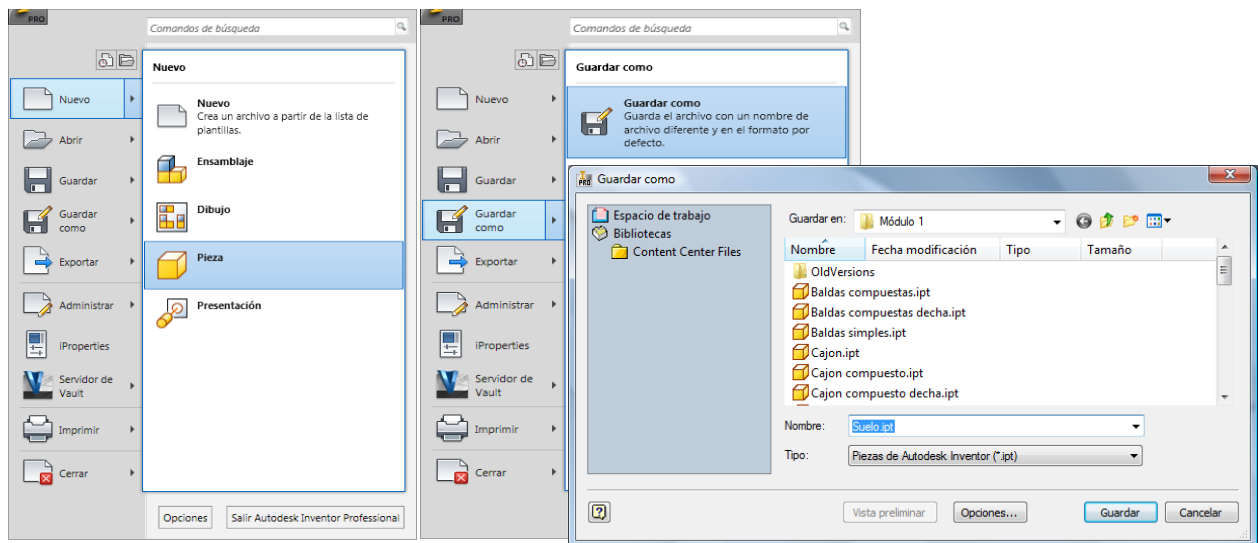 PRO
Comandos de búsqueda
Nuevo
Nuevo
Nuevo
Crea un archivo a partir de la lista de
plantillas.
Abrir
Ensamblaje
Guardar
Dibujo
Guardar
como
Pieza
Exportar
Presentación
Administrar
iProperties
Servidor de
Vault
Imprimir
Cerrar
Opciones
Salir Autodesk Inventor Professional
PRO
Comandos de búsqueda
Guardar como
Nuevo
Guardar como
Guarda el archivo con un nombre de
archivo diferente y en el formato por
defecto.
Abrir
Guardar
Guardar
como
Exportar
Administrar
iProperties
Servidor de
Vault
Imprimir
Cerrar
PRO
Guardar como
Espacio de trabajo
Bibliotecas
Content Center Files
Guardar en:
Módulo 1
Nombre Fecha modificación Tipo Tamaño
OldVersions
Baldas compuestas.ipt
Baldas compuestas decha.ipt
Baldas simples.ipt
Cajon.ipt
Cajon compuesto.ipt
Cajon compuesto decha.ipt
Nombre: Suelo.ipt
Tipo: Piezas de Autodesk Inventor (*.ipt)
Vista preliminar Opciones... Guardar Cancelar